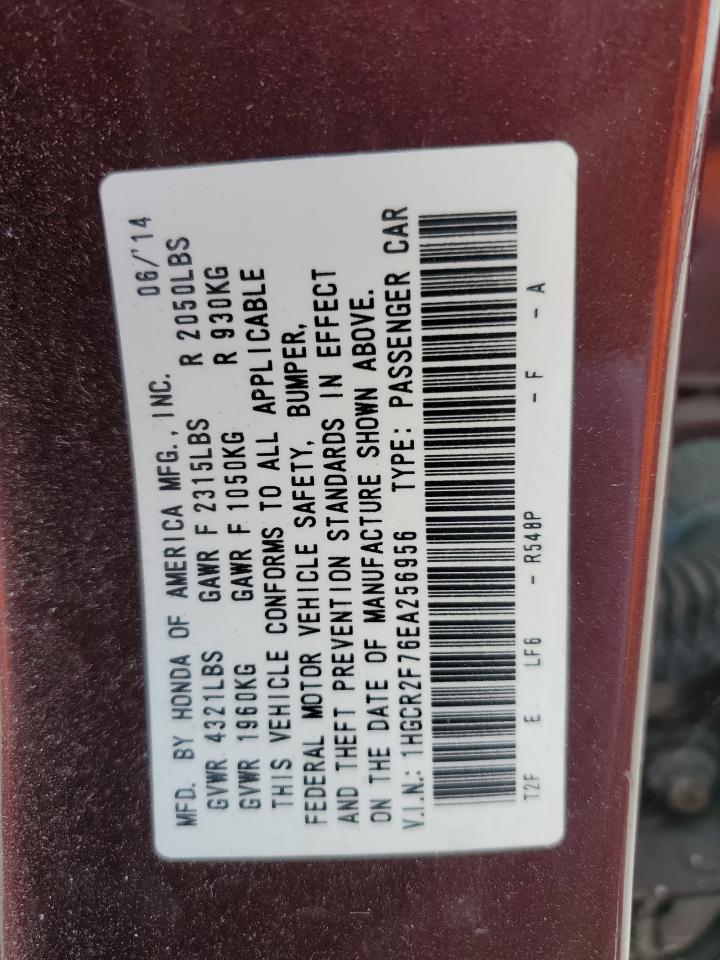 MFD. BY HONDA OF AMERICA MFG., INC. 06/'14
GVWR 4321LBS GAWR F 2315LBS R 2050LBS
GVWR 1960KG GAWR F 1050KG R 930KG
THIS VEHICLE CONFORMS TO ALL APPLICABLE
FEDERAL MOTOR VEHICLE SAFETY, BUMPER,
AND THEFT PREVENTION STANDARDS IN EFFECT
ON THE DATE OF MANUFACTURE SHOWN ABOVE.
V.I.N.: 1HGCR2F76EA256956 TYPE: PASSENGER CAR
T2F E LF6 - R548P - F - A